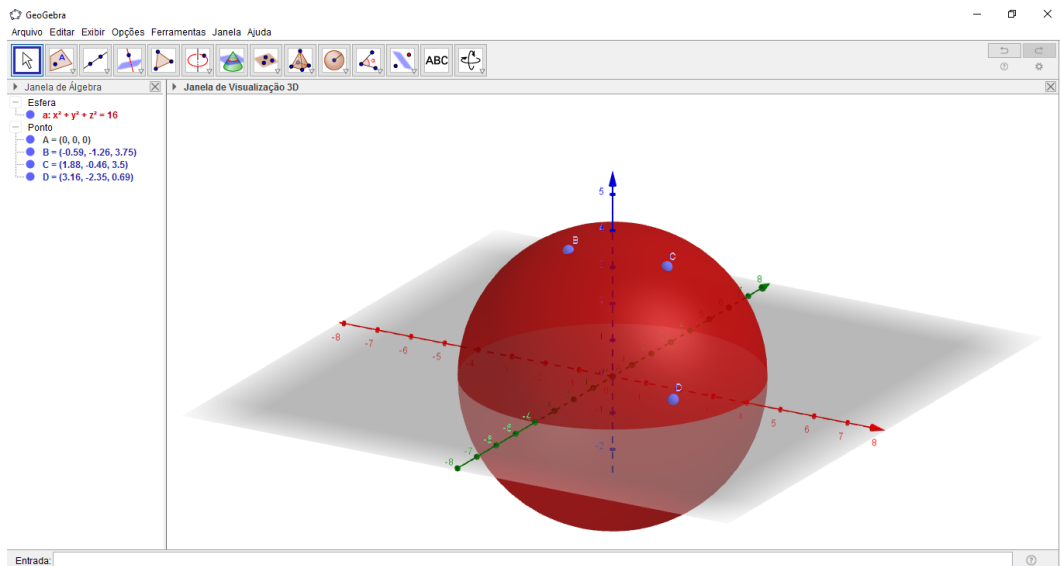 GeoGebra
Arquivo Editar Exibir Opções Ferramentas Janela Ajuda
A
α
ABC
Janela de Álgebra
Janela de Visualização 3D
Esfera
a: x² + y² + z² = 16
Ponto
A = (0, 0, 0)
B = (-0.59, -1.26, 3.75)
C = (1.88, -0.46, 3.5)
D = (3.16, -2.35, 0.69)
5
4
B
C
8
-8
-7
-6
-5
D
5
6
7
8
-7
-8
-2
Entrada: